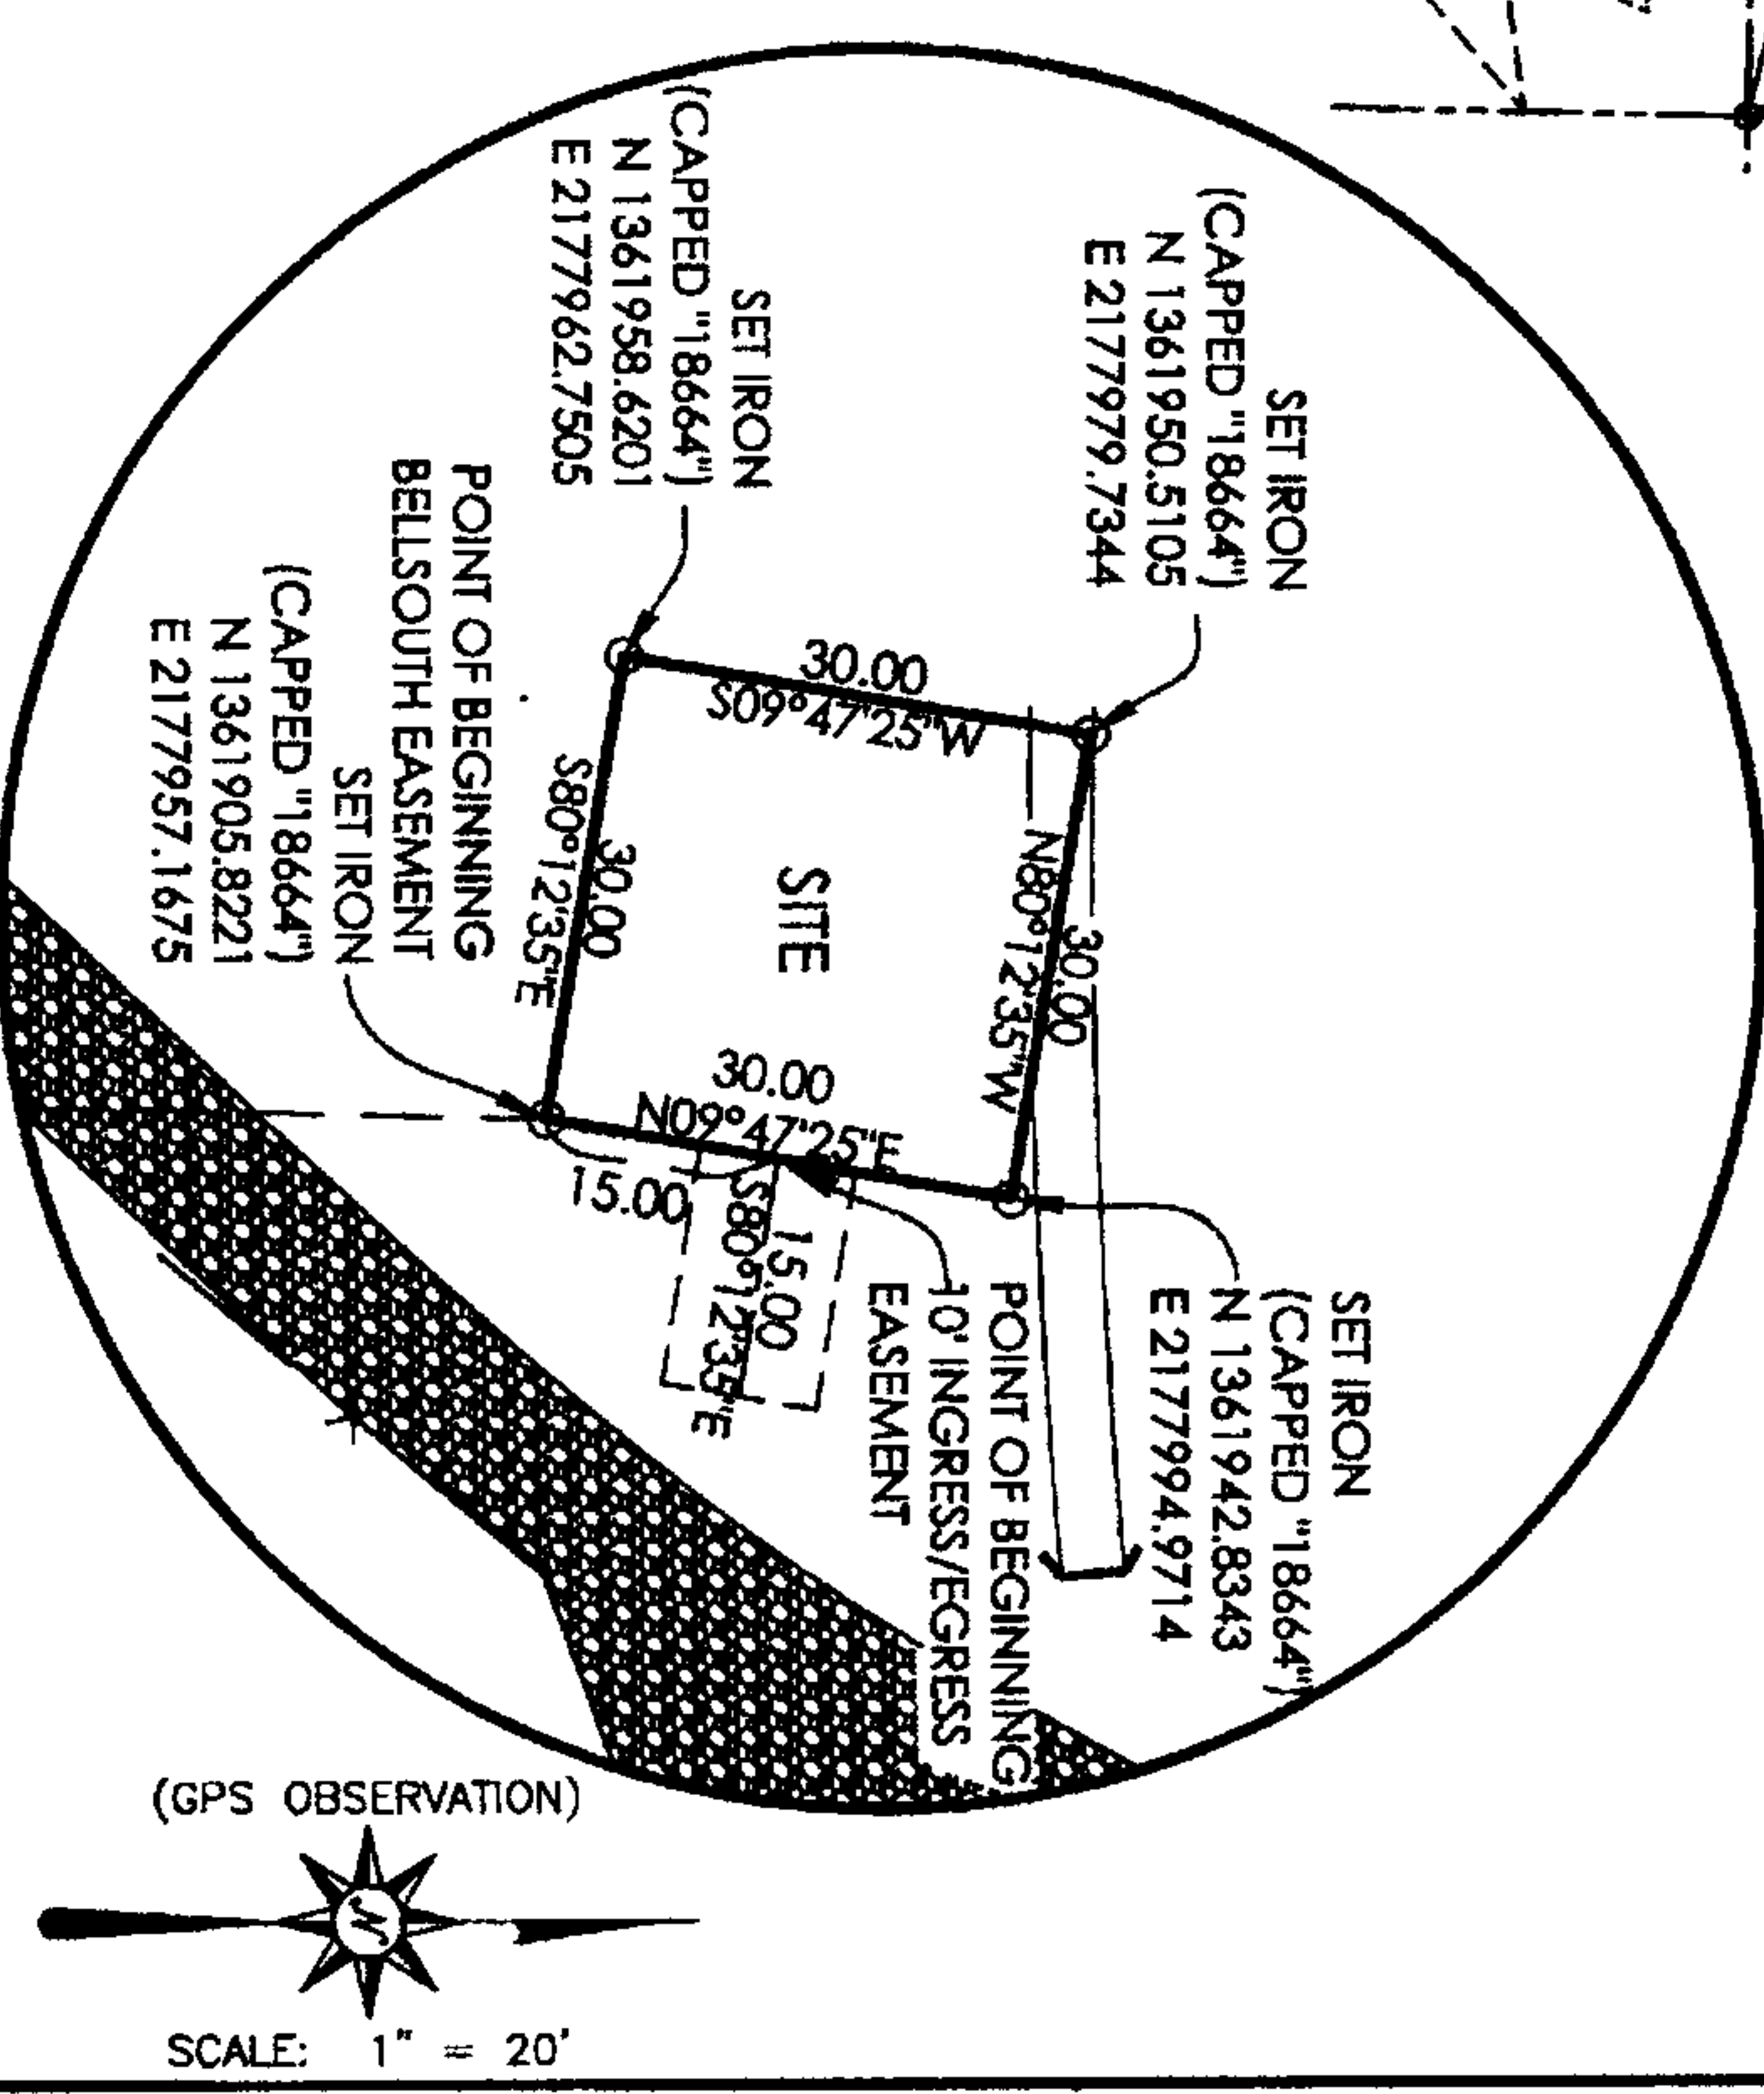 SET IRON
(CAPPED "18664")
N 1361958.6201
E 2177962.7505
SET IRON
(CAPPED "18664")
N 1361950.5105
E 2177979.7344
POINT OF BEGINNING
BELLSOUTH EASEMENT
SET IRON
(CAPPED "18664")
N 1361905.8221
E 2177957.1675
30.00
S09°47'25"W
S80°12'35"E
30.00
SITE
N80°12'35"W
30.00
30.00
N09°47'25"E
15.00
15.00
S80°12'35"E
SET IRON
(CAPPED "18664")
N 1361942.8343
E 2177994.9714
POINT OF BEGINNING
10' INGRESS/EGRESS
EASEMENT
(GPS OBSERVATION)
N
SCALE: 1" = 20'